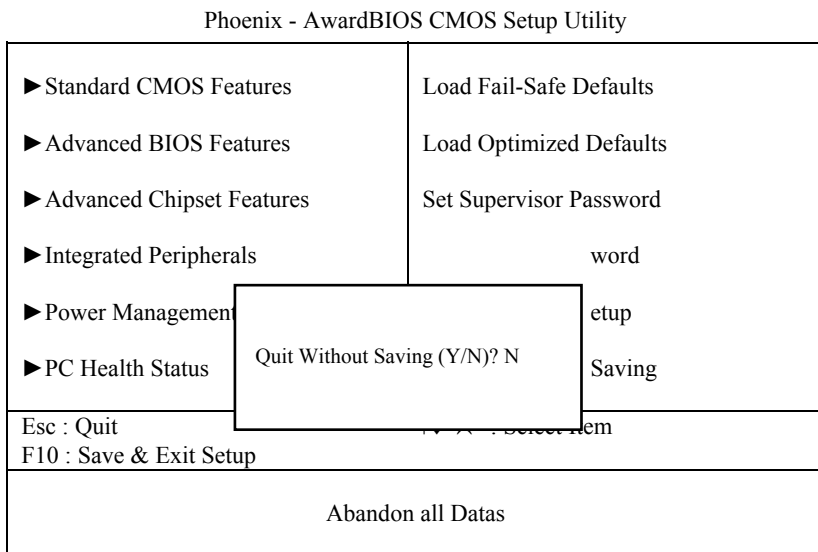 Phoenix - AwardBIOS CMOS Setup Utility
►Standard CMOS Features
►Advanced BIOS Features
►Advanced Chipset Features
►Integrated Peripherals
►Power Management
►PC Health Status
Load Fail-Safe Defaults
Load Optimized Defaults
Set Supervisor Password
word
etup
Saving
Quit Without Saving (Y/N)? N
Esc : Quit
: Select Item
F10 : Save & Exit Setup
Abandon all Datas